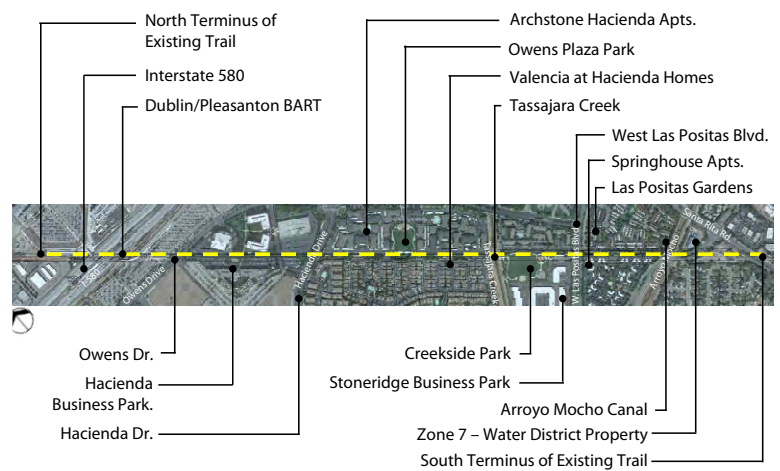 North Terminus of
Existing Trail
Interstate 580
Dublin/Pleasanton BART
Archstone Hacienda Apts.
Owens Plaza Park
Valencia at Hacienda Homes
Tassajara Creek
West Las Positas Blvd.
Springhouse Apts.
Las Positas Gardens
I-580
Owens Drive
Hacienda Drive
Tassajara Creek
W Las Positas Blvd
Arroyo Mocho
Santa Rita Rd
Owens Dr.
Hacienda
Business Park.
Hacienda Dr.
Creekside Park
Stoneridge Business Park
Arroyo Mocho Canal
Zone 7 – Water District Property
South Terminus of Existing Trail